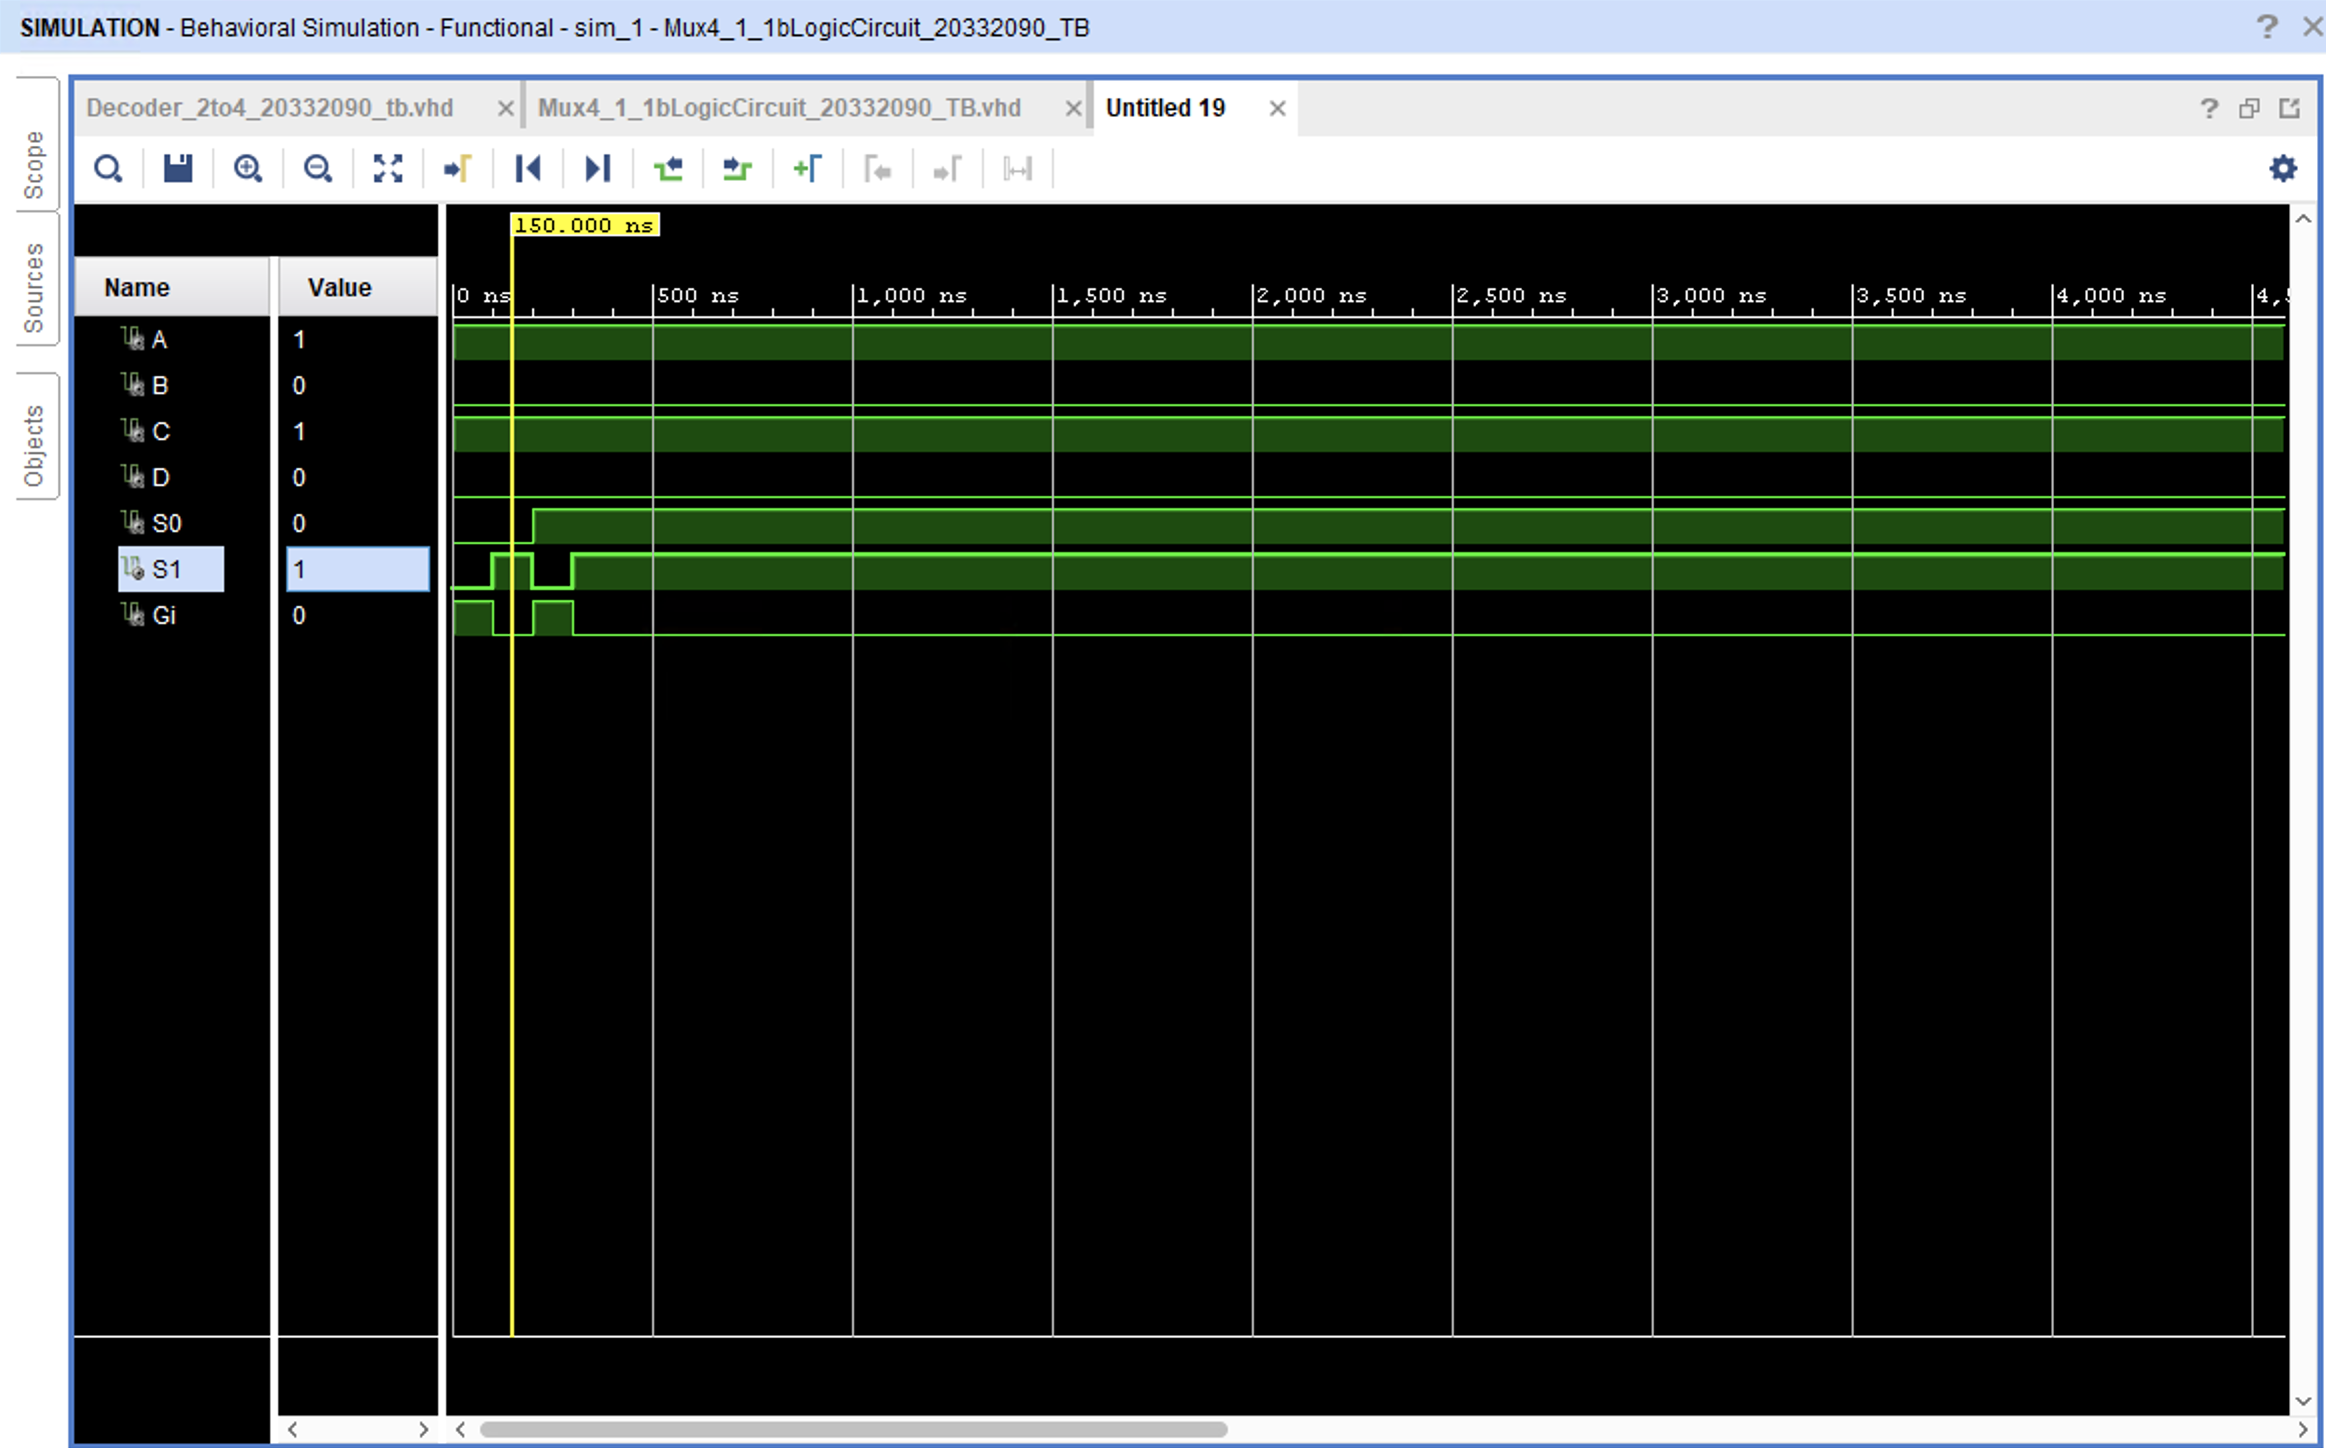 SIMULATION - Behavioral Simulation - Functional - sim_1 - Mux4_1_1bLogicCircuit_20332090_TB
Scope
Sources
Objects
Decoder_2to4_20332090_tb.vhd
Mux4_1_1bLogicCircuit_20332090_TB.vhd
Untitled 19
150.000 ns
Name Value
0 ns 500 ns 1,000 ns 1,500 ns 2,000 ns 2,500 ns 3,000 ns 3,500 ns 4,000 ns
A 1
B 0
C 1
D 0
S0 0
S1 1
Gi 0